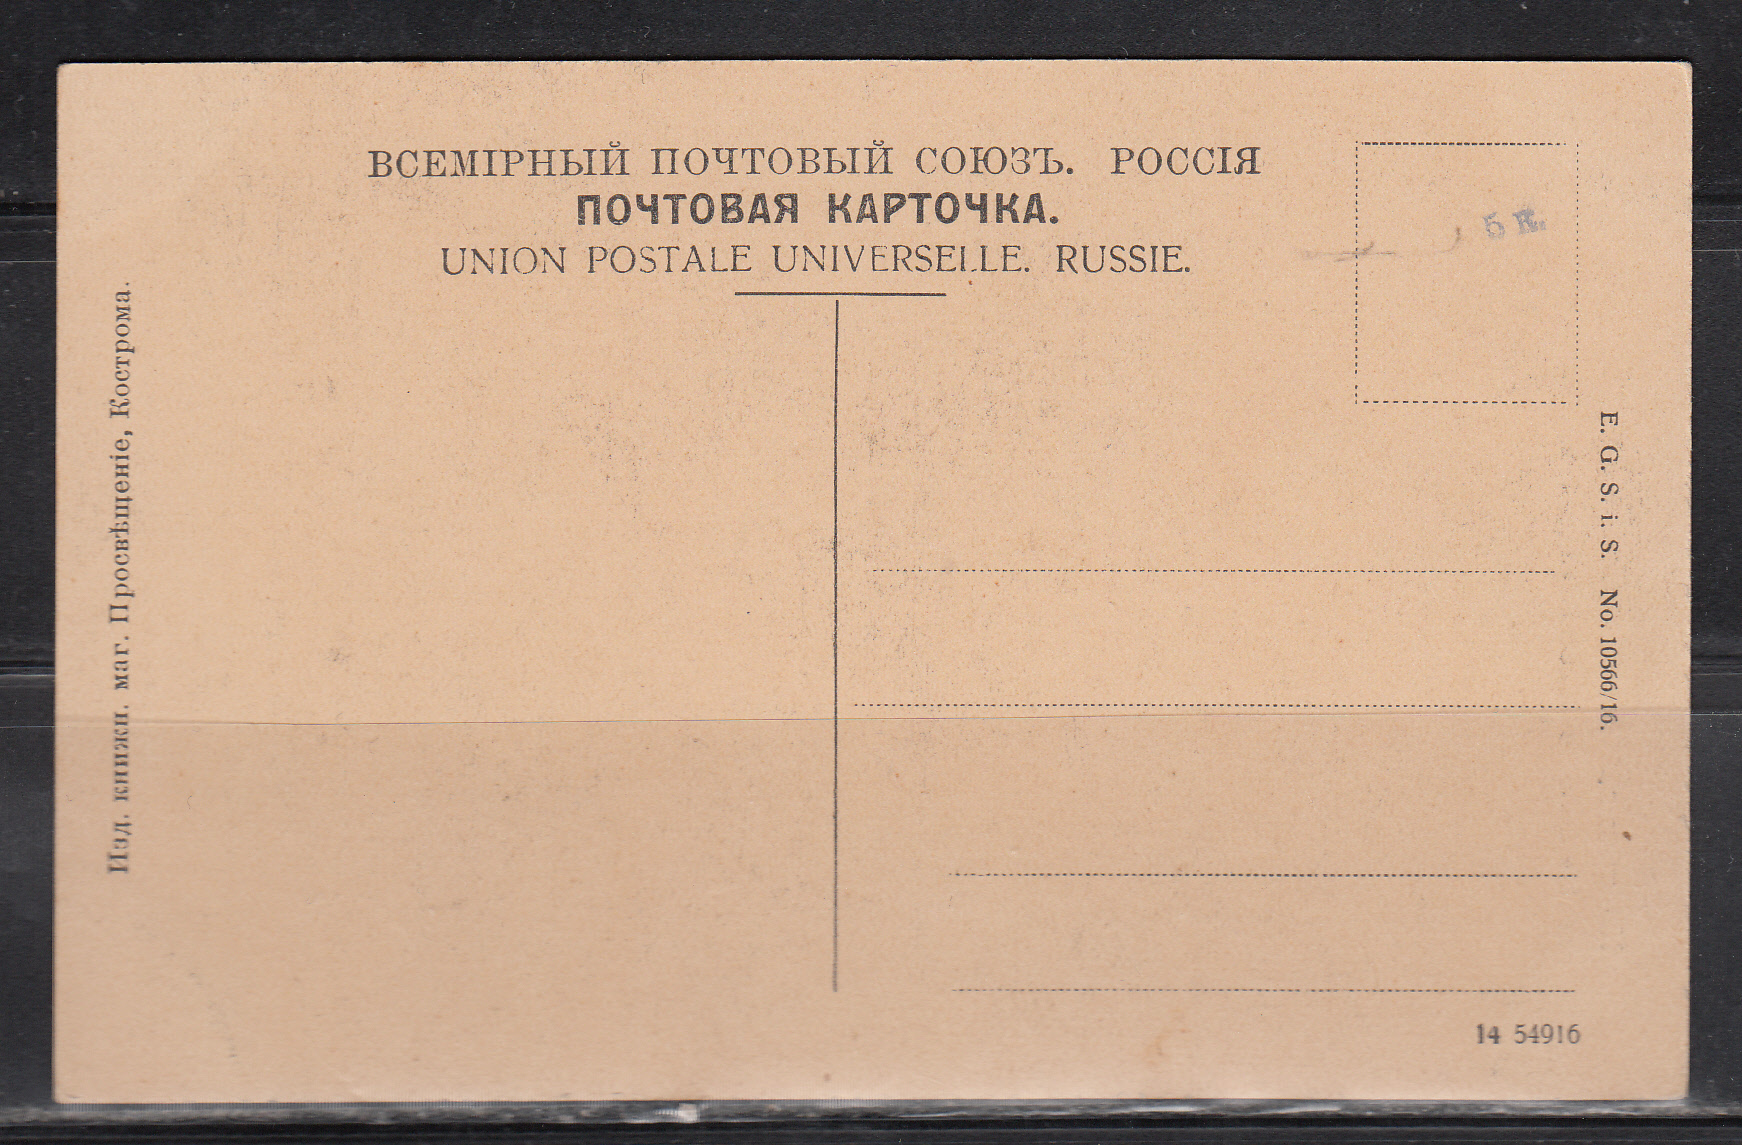 ВСЕМІРНЫЙ ПОЧТОВЫЙ СОЮЗЪ. РОССІЯ
ПОЧТОВАЯ КАРТОЧКА.
UNION POSTALE UNIVERSELLE. RUSSIE.
5 к.
Изд. книжн. маг. Просвѣщеніе, Кострома.
E. G. S. i. S. No. 10566/16.
14 54916